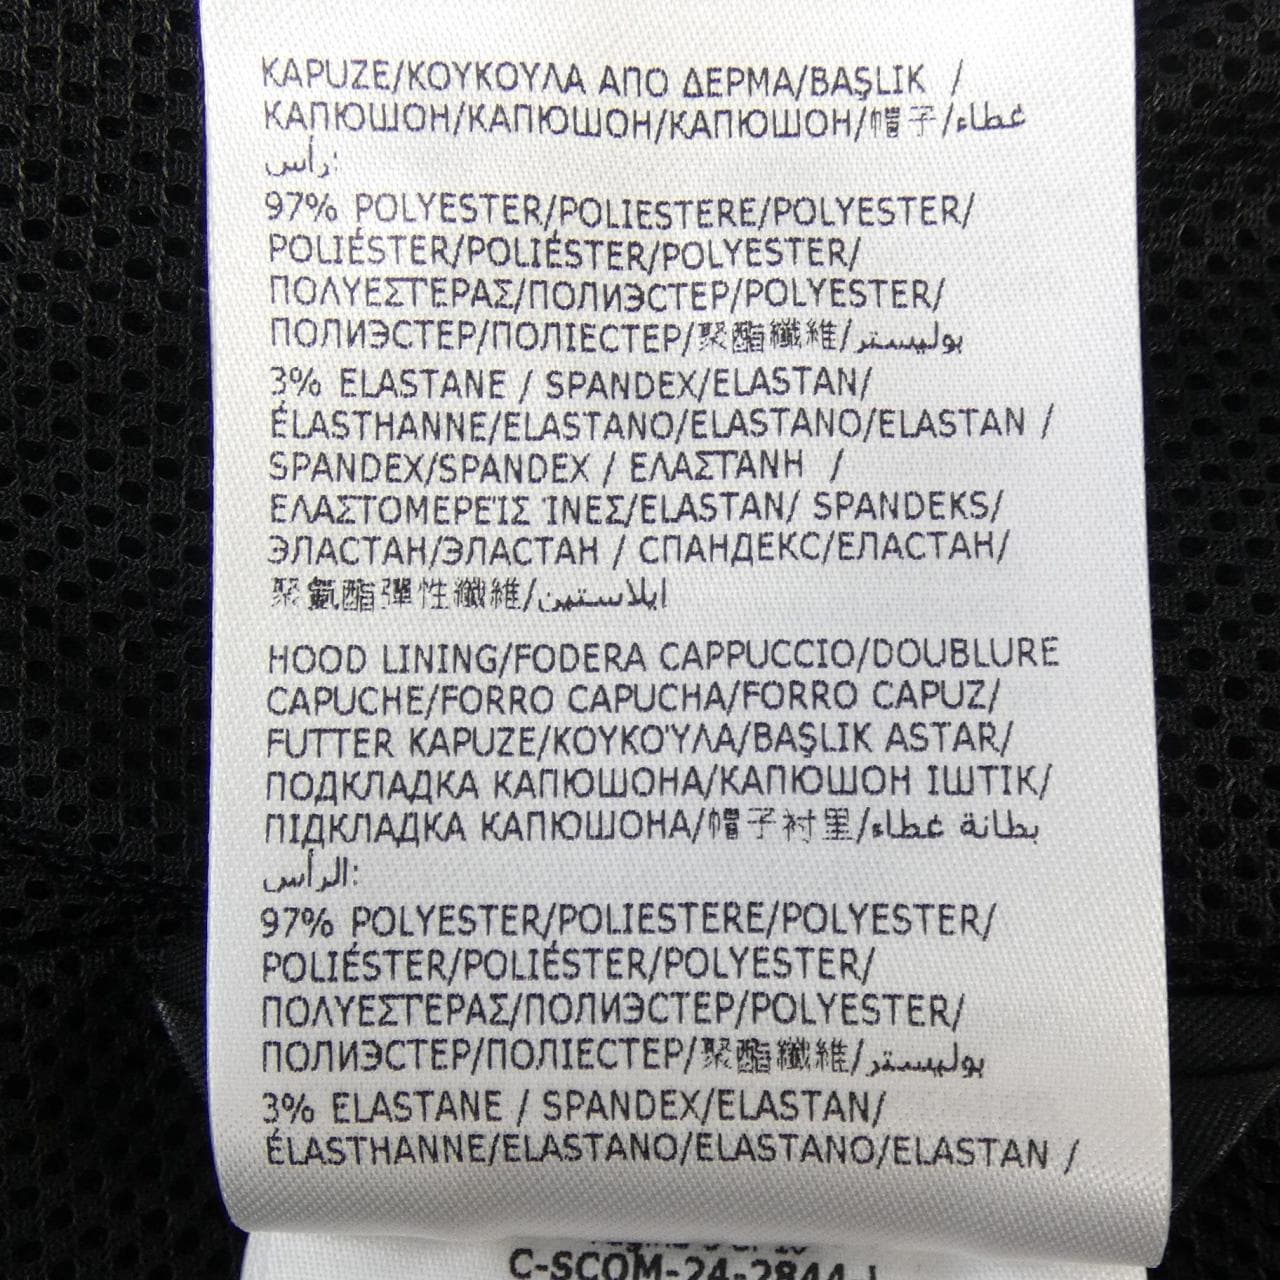 KAPUZE/ΚΟΥΚΟΥΛΑ ΑΠΟ ΔΕΡΜΑ/BAŞLIK /
КАПЮШОН/КАПЮШОН/КАПЮШОН/帽子/غطاء
رأس:
97% POLYESTER/POLIESTERE/POLYESTER/
POLIÉSTER/POLIÉSTER/POLYESTER/
ΠΟΛΥΕΣΤΕΡΑΣ/ПОЛИЭСТЕР/POLYESTER/
ПОЛИЭСТЕР/ПОЛІЕСТЕР/聚酯纖維/بوليستر
3% ELASTANE / SPANDEX/ELASTAN/
ÉLASTHANNE/ELASTANO/ELASTANO/ELASTAN /
SPANDEX/SPANDEX / ΕΛΑΣΤΆΝΗ /
ΕΛΑΣΤΟΜΕΡΕΊΣ ΊΝΕΣ/ELASTAN/ SPANDEKS/
ЭЛАСТАН/ЭЛАСТАН / СПАНДЕКС/ЕЛАСТАН/
聚氨酯彈性纖維/ايلاستين
HOOD LINING/FODERA CAPPUCCIO/DOUBLURE
CAPUCHE/FORRO CAPUCHA/FORRO CAPUZ/
FUTTER KAPUZE/ΚΟΥΚΟΎΛΑ/BAŞLIK ASTAR/
ПОДКЛАДКА КАПЮШОНА/КАПЮШОН ІШТІК/
ПІДКЛАДКА КАПЮШОНА/帽子衬里/بطانة غطاء
الرأس:
97% POLYESTER/POLIESTERE/POLYESTER/
POLIÉSTER/POLIÉSTER/POLYESTER/
ΠΟΛΥΕΣΤΕΡΑΣ/ПОЛИЭСТЕР/POLYESTER/
ПОЛИЭСТЕР/ПОЛІЕСТЕР/聚酯纖維/بوليستر
3% ELASTANE / SPANDEX/ELASTAN/
ÉLASTHANNE/ELASTANO/ELASTANO/ELASTAN /